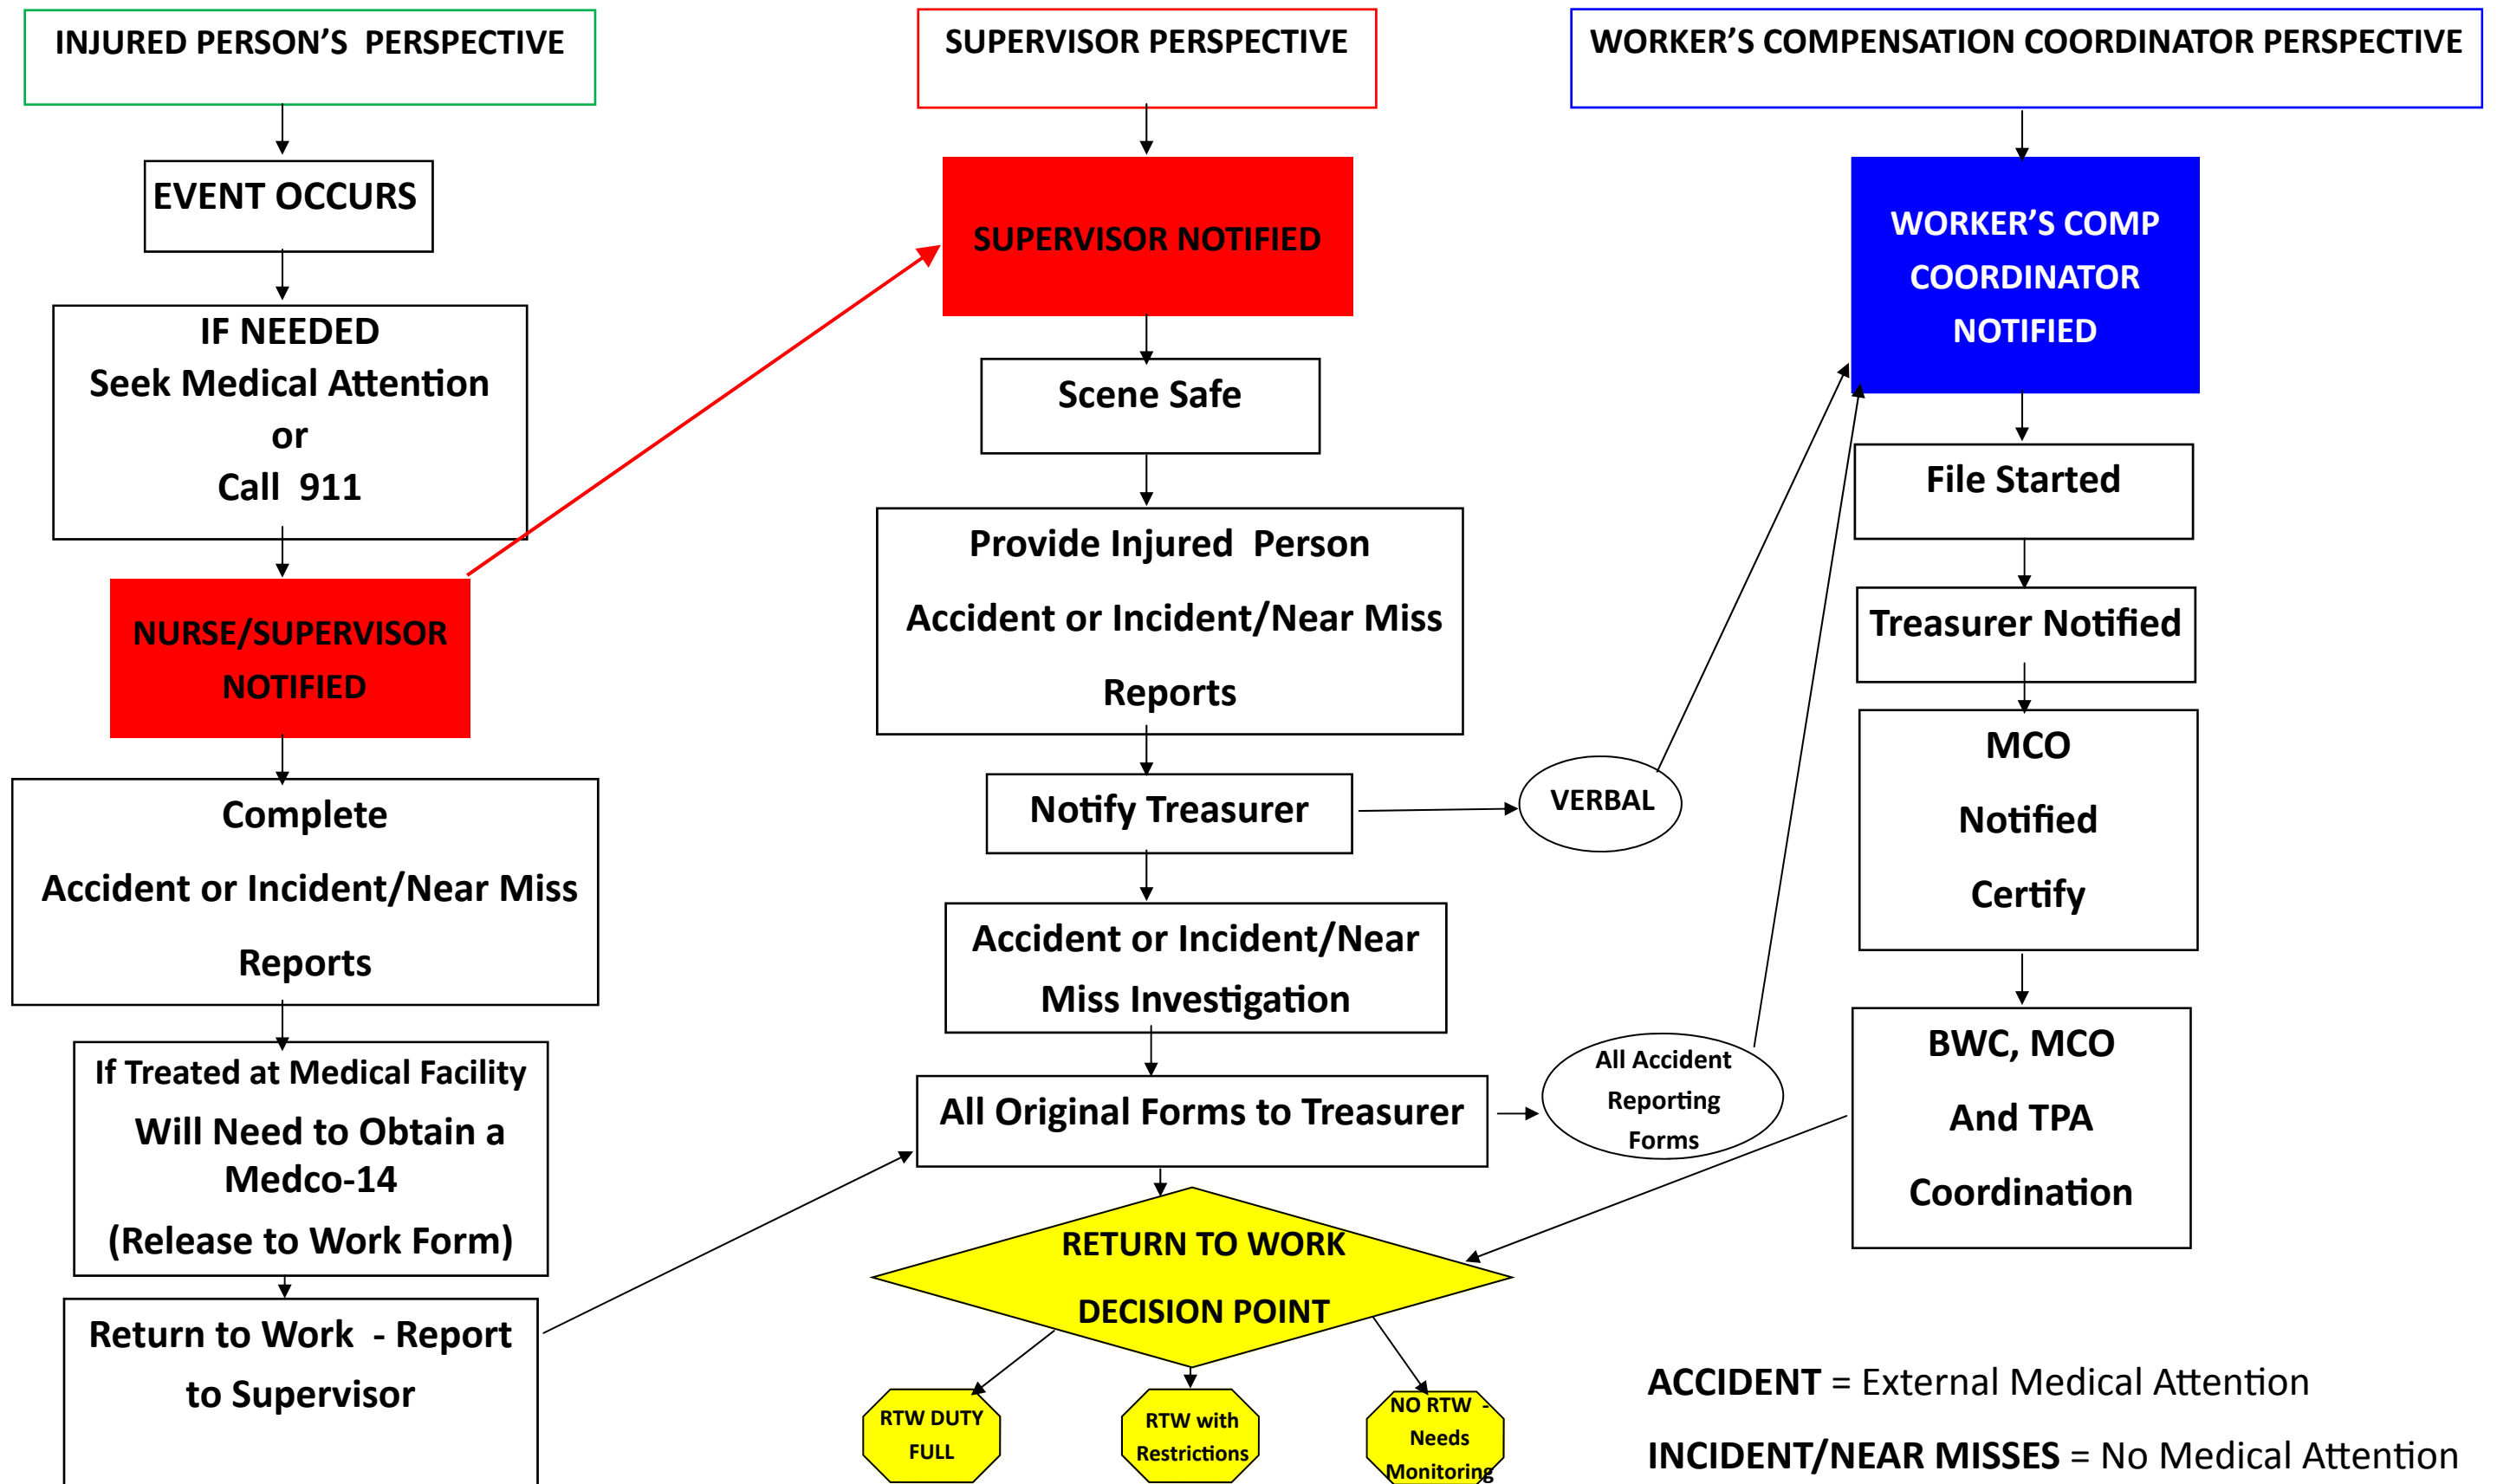 INJURED PERSON’S  PERSPECTIVE
EVENT OCCURS
IF NEEDED
Seek Medical Attention
or
Call  911
NURSE/SUPERVISOR
NOTIFIED
Complete
Accident or Incident/Near Miss
Reports
If Treated at Medical Facility
Will Need to Obtain a
Medco-14
(Release to Work Form)
Return to Work  - Report
to Supervisor
SUPERVISOR PERSPECTIVE
SUPERVISOR NOTIFIED
Scene Safe
Provide Injured  Person
Accident or Incident/Near Miss
Reports
Notify Treasurer
VERBAL
Accident or Incident/Near
Miss Investigation
All Original Forms to Treasurer
All Accident
Reporting
Forms
RETURN TO WORK
DECISION POINT
RTW DUTY
FULL
RTW with
Restrictions
NO RTW  -
Needs
Monitoring
WORKER’S COMPENSATION COORDINATOR PERSPECTIVE
WORKER’S COMP
COORDINATOR
NOTIFIED
File Started
Treasurer Notified
MCO
Notified
Certify
BWC, MCO
And TPA
Coordination
ACCIDENT = External Medical Attention
INCIDENT/NEAR MISSES = No Medical Attention